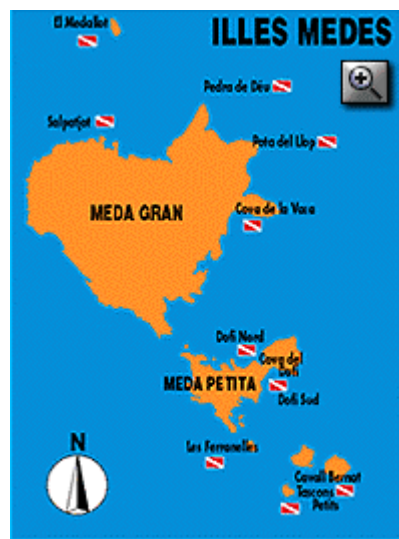 El Medallot
ILLES MEDES
Pedra de Déu
Salpatjot
Pota del Llop
MEDA GRAN
Cova de la Vaca
Dofí Nord
Cova del
Dofí
MEDA PETITA
Dofí Sud
Les Ferranelles
N
Cavall Bernat
Tascons
Petits